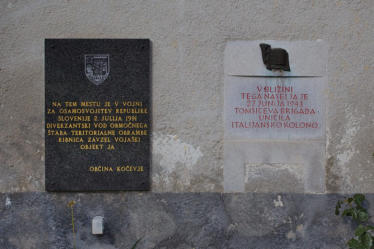 NA TEM MESTU JE V VOJNI
ZA OSAMOSVOJITEV REPUBLIKE
SLOVENIJE 2. JULIJA 1991
DIVERZANTSKI VOD OBMOČNEGA
ŠTABA TERITORIALNE OBRAMBE
RIBNICA ZAVZEL VOJAŠKI
OBJEKT JA
OBČINA KOČEVJE
V BLIŽINI
TEGA NASELJA JE
27. JUNIJA 1943
TOMŠIČEVA BRIGADA
UNIČILA
ITALIJANSKO KOLONO